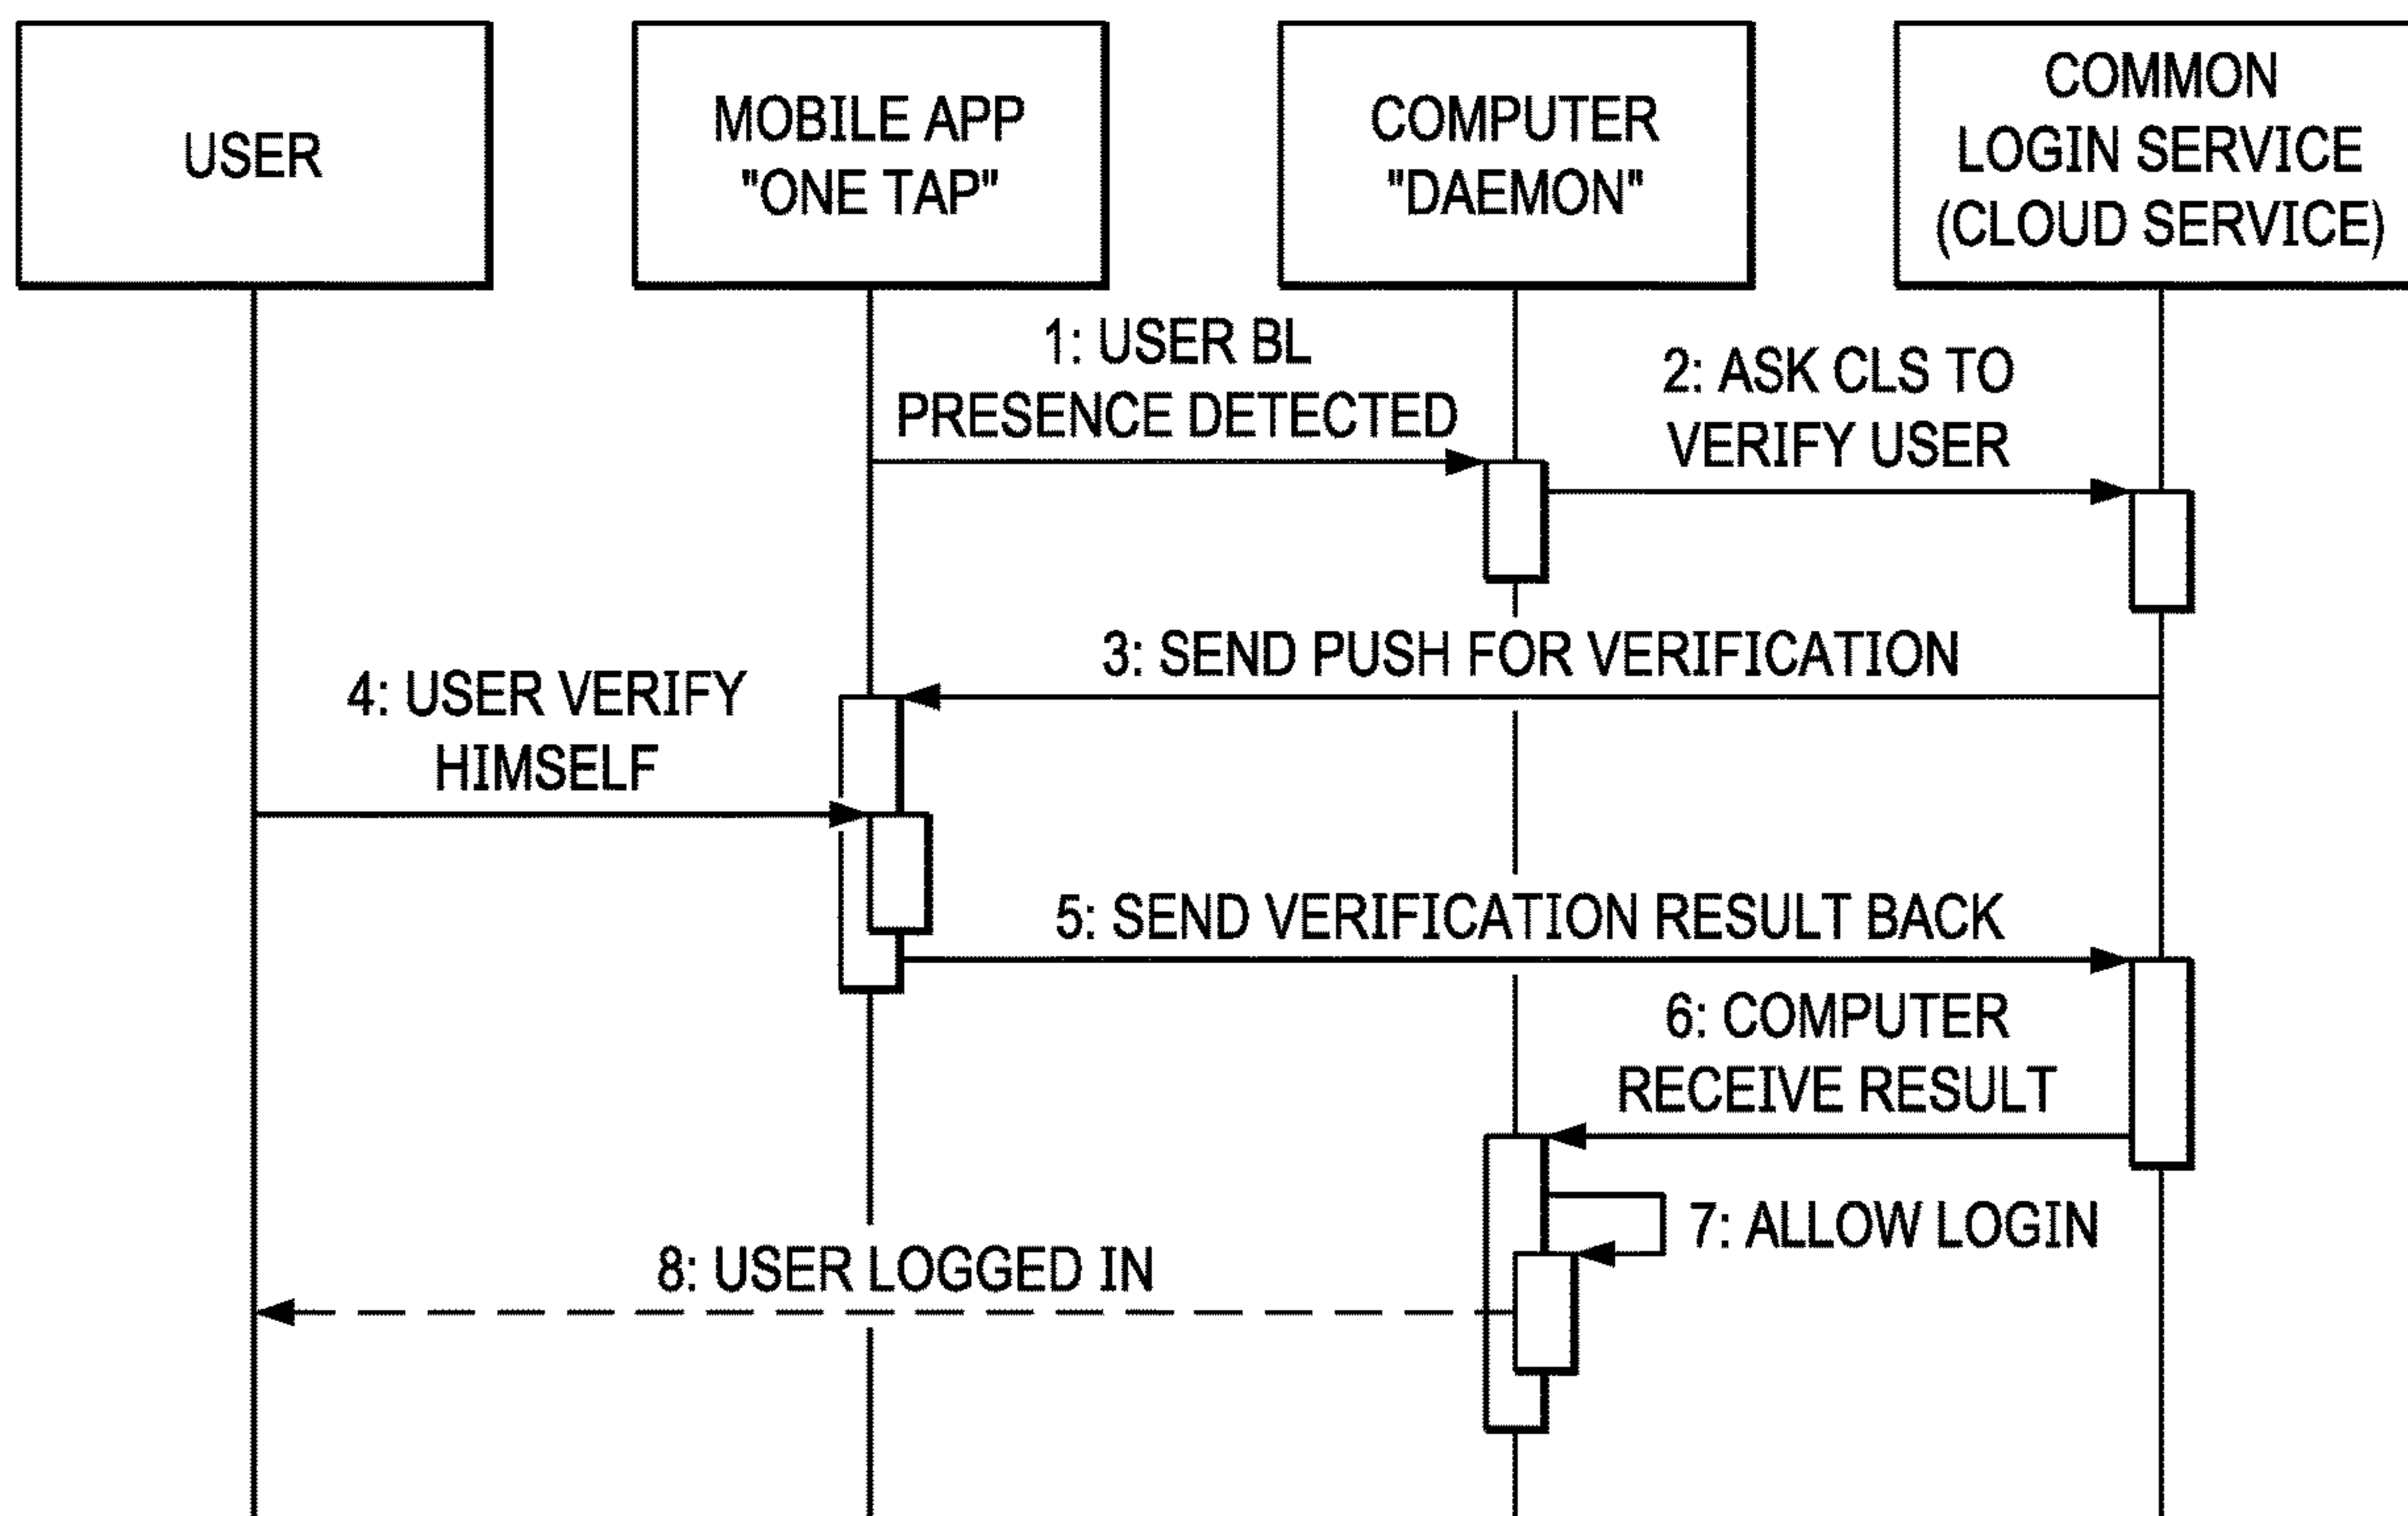 USER
MOBILE APP
"ONE TAP"
COMPUTER
"DAEMON"
COMMON
LOGIN SERVICE
(CLOUD SERVICE)
1: USER BL
PRESENCE DETECTED
2: ASK CLS TO
VERIFY USER
3: SEND PUSH FOR VERIFICATION
4: USER VERIFY
HIMSELF
5: SEND VERIFICATION RESULT BACK
6: COMPUTER
RECEIVE RESULT
7: ALLOW LOGIN
8: USER LOGGED IN